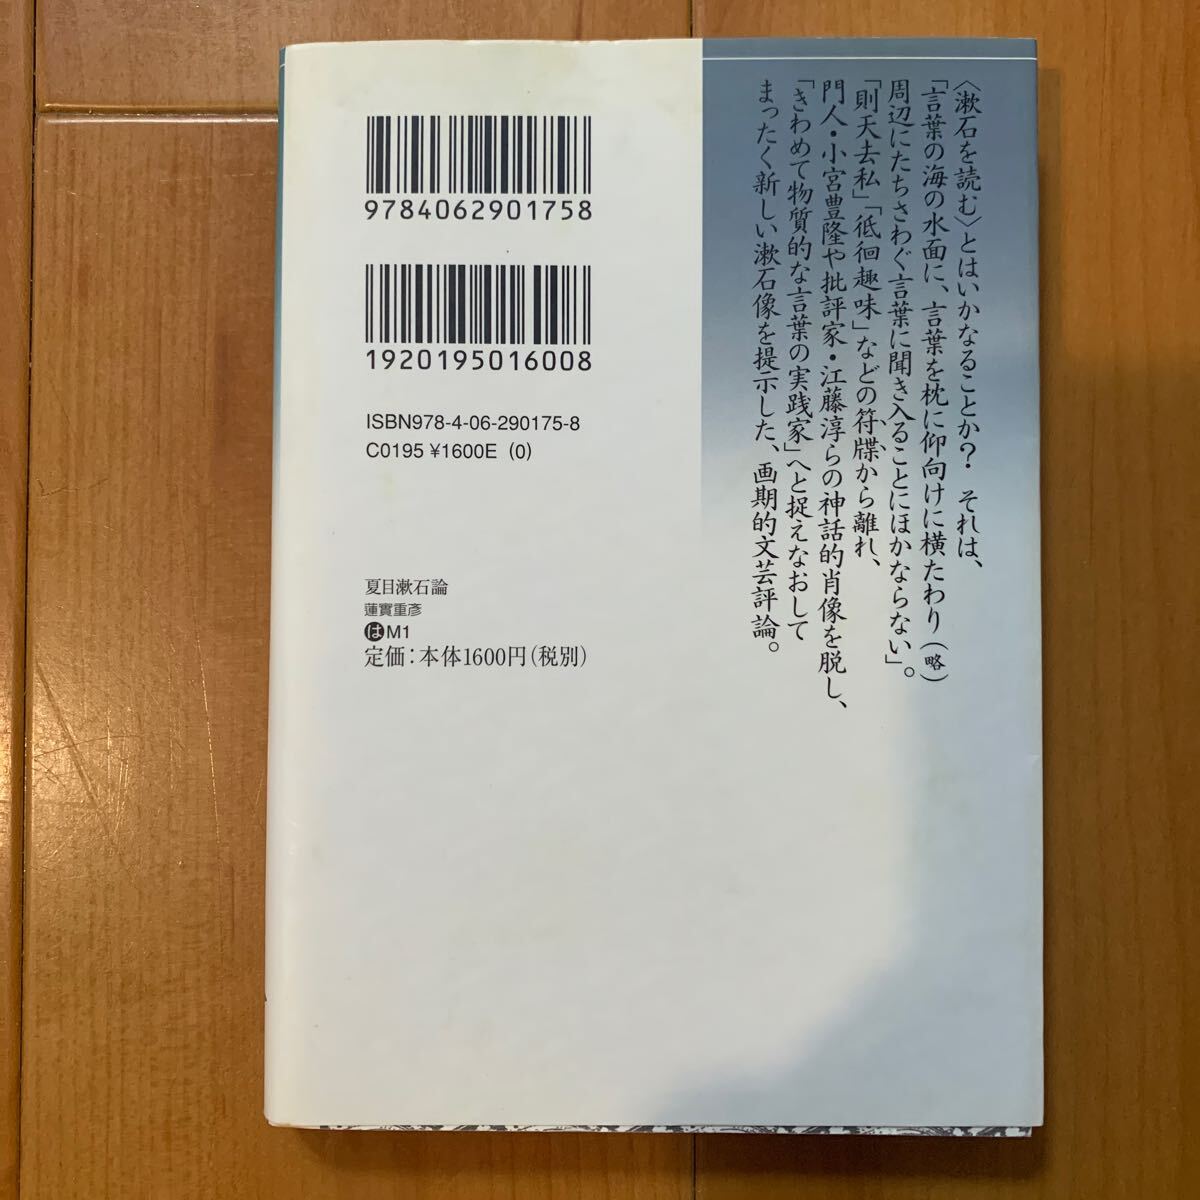 〈漱石を読む〉とはいかなることか？ それは、
「言葉の海の水面に、言葉を枕に仰向けに横たわり（略）
周辺にたちさわぐ言葉に聞き入ることにほかならない」。
「則天去私」「低徊趣味」などの符牒から離れ、
門人・小宮豊隆や批評家・江藤淳らの神話的肖像を脱し、
「きわめて物質的な言葉の実践家」へと捉えなおして
まったく新しい漱石像を提示した、画期的文芸評論。
9784062901758
1920195016008
ISBN978-4-06-290175-8
C0195 ¥1600E (0)
夏目漱石論
蓮實重彥
はM1
定価：本体1600円（税別）